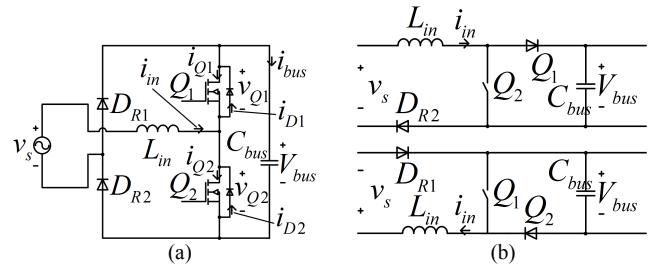 i_bus
i_Q1
i_in
+
v_Q1
-
Q_1
i_D1
D_R1
L_in
C_bus
+
v_s
-
i_Q2
+
V_bus
-
D_R2
Q_2
+
v_Q2
-
i_D2
(a)
L_in i_in
+
v_s
-
Q_2
Q_1
C_bus
+
V_bus
-
D_R2
-
v_s
+
D_R1
Q_1
C_bus
+
V_bus
-
L_in i_in
Q_2
(b)